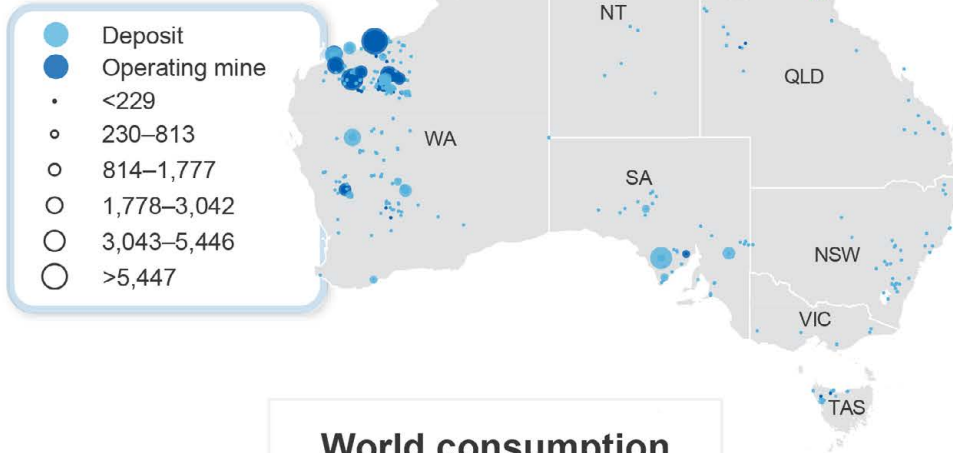 Deposit
Operating mine
<229
230–813
814–1,777
1,778–3,042
3,043–5,446
>5,447
NT
QLD
WA
SA
NSW
VIC
TAS
World consumption